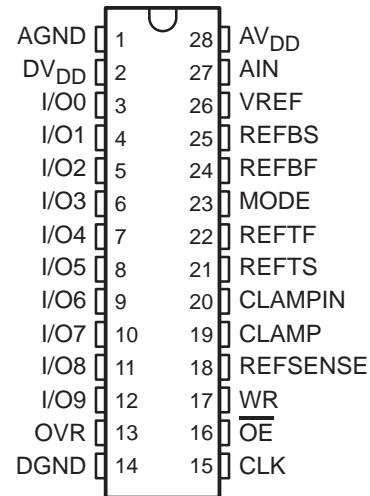 AGND 1 28 AVDD
DVDD 2 27 AIN
I/O0 3 26 VREF
I/O1 4 25 REFBS
I/O2 5 24 REFBF
I/O3 6 23 MODE
I/O4 7 22 REFTF
I/O5 8 21 REFTS
I/O6 9 20 CLAMPIN
I/O7 10 19 CLAMP
I/O8 11 18 REFSENSE
I/O9 12 17 WR
OVR 13 16 O̅E̅
DGND 14 15 CLK